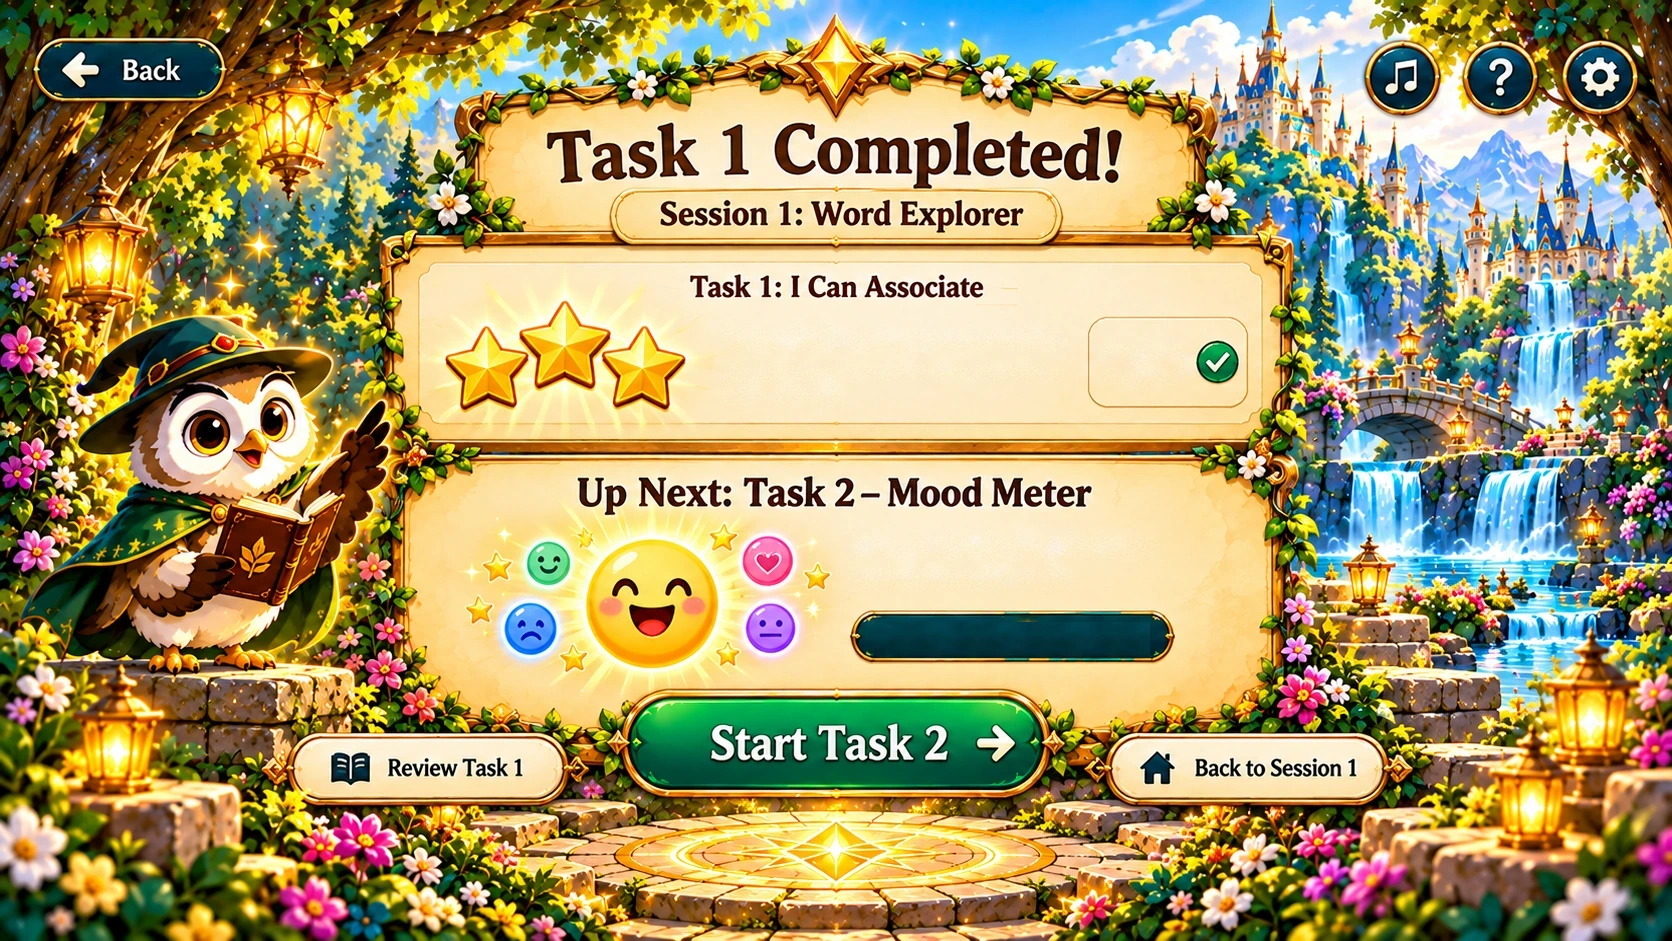 Back
?
Task 1 Completed!
Session 1: Word Explorer
Task 1: I Can Associate
Up Next: Task 2 – Mood Meter
Start Task 2
Review Task 1
Back to Session 1